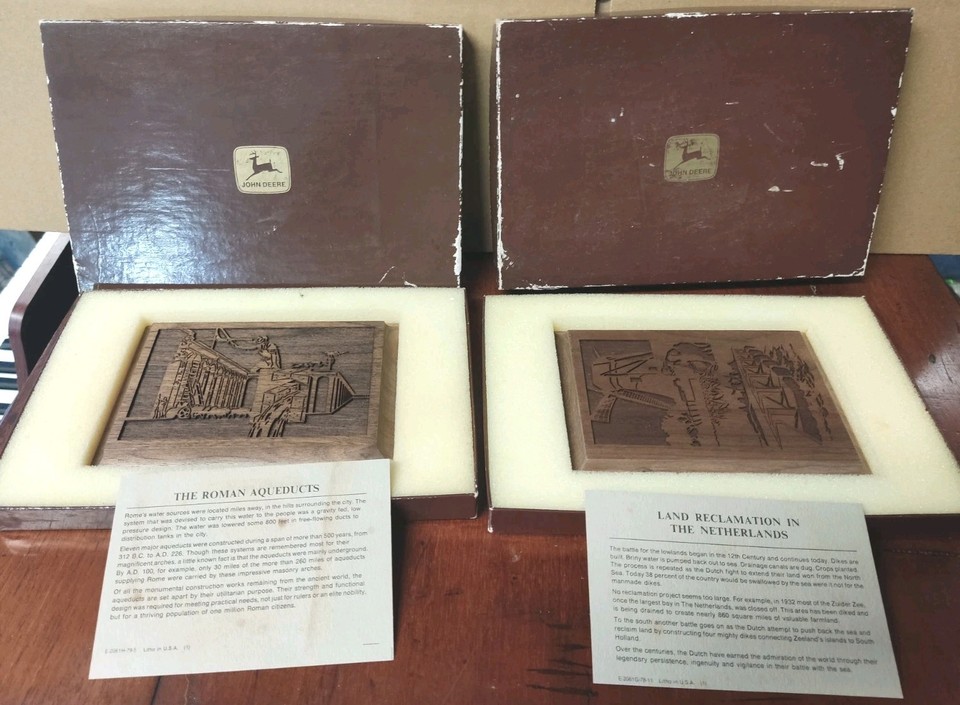 JOHN DEERE
JOHN DEERE
THE ROMAN AQUEDUCTS
Rome's water sources were located miles away, in the hills surrounding the city. The
system that was devised to carry this water to the people was a gravity fed, low
pressure design. The water was lowered some 600 feet in free-flowing ducts to
distribution tanks in the city.
Eleven major aqueducts were constructed during a span of more than 500 years, from
312 B.C. to A.D. 226. Though these systems are remembered most for their
magnificent arches, a little known fact is that the aqueducts were mainly underground.
By A.D. 100, for example, only 30 miles of the more than 260 miles of aqueducts
supplying Rome were carried by these impressive masonry arches.
Of all the monumental construction works remaining from the ancient world, the
aqueducts are set apart by their utilitarian purpose. Their strength and functional
design was required for meeting practical needs, not just for rulers or an elite nobility,
but for a thriving population of one million Roman citizens.
Litho in U.S.A.
LAND RECLAMATION IN
THE NETHERLANDS
The battle for the lowlands began in the 12th Century and continues today. Dikes are
built. Briny water is pumped back out to sea. Drainage canals are dug. Crops planted.
The process is repeated as the Dutch fight to extend their land won from the North
Sea. Today 38 percent of the country would be swallowed by the sea were it not for the
manmade dikes.
No reclamation project seems too large. For example, in 1932 most of the Zuider Zee,
once the largest bay in The Netherlands, was closed off. This area has been diked and
is being drained to create nearly 860 square miles of valuable farmland.
To the south another battle goes on as the Dutch attempt to push back the sea and
reclaim land by constructing four mighty dikes connecting Zeeland's islands to South
Holland.
Over the centuries, the Dutch have earned the admiration of the world through their
legendary persistence, ingenuity and vigilance in their battle with the sea.
Litho in U.S.A.